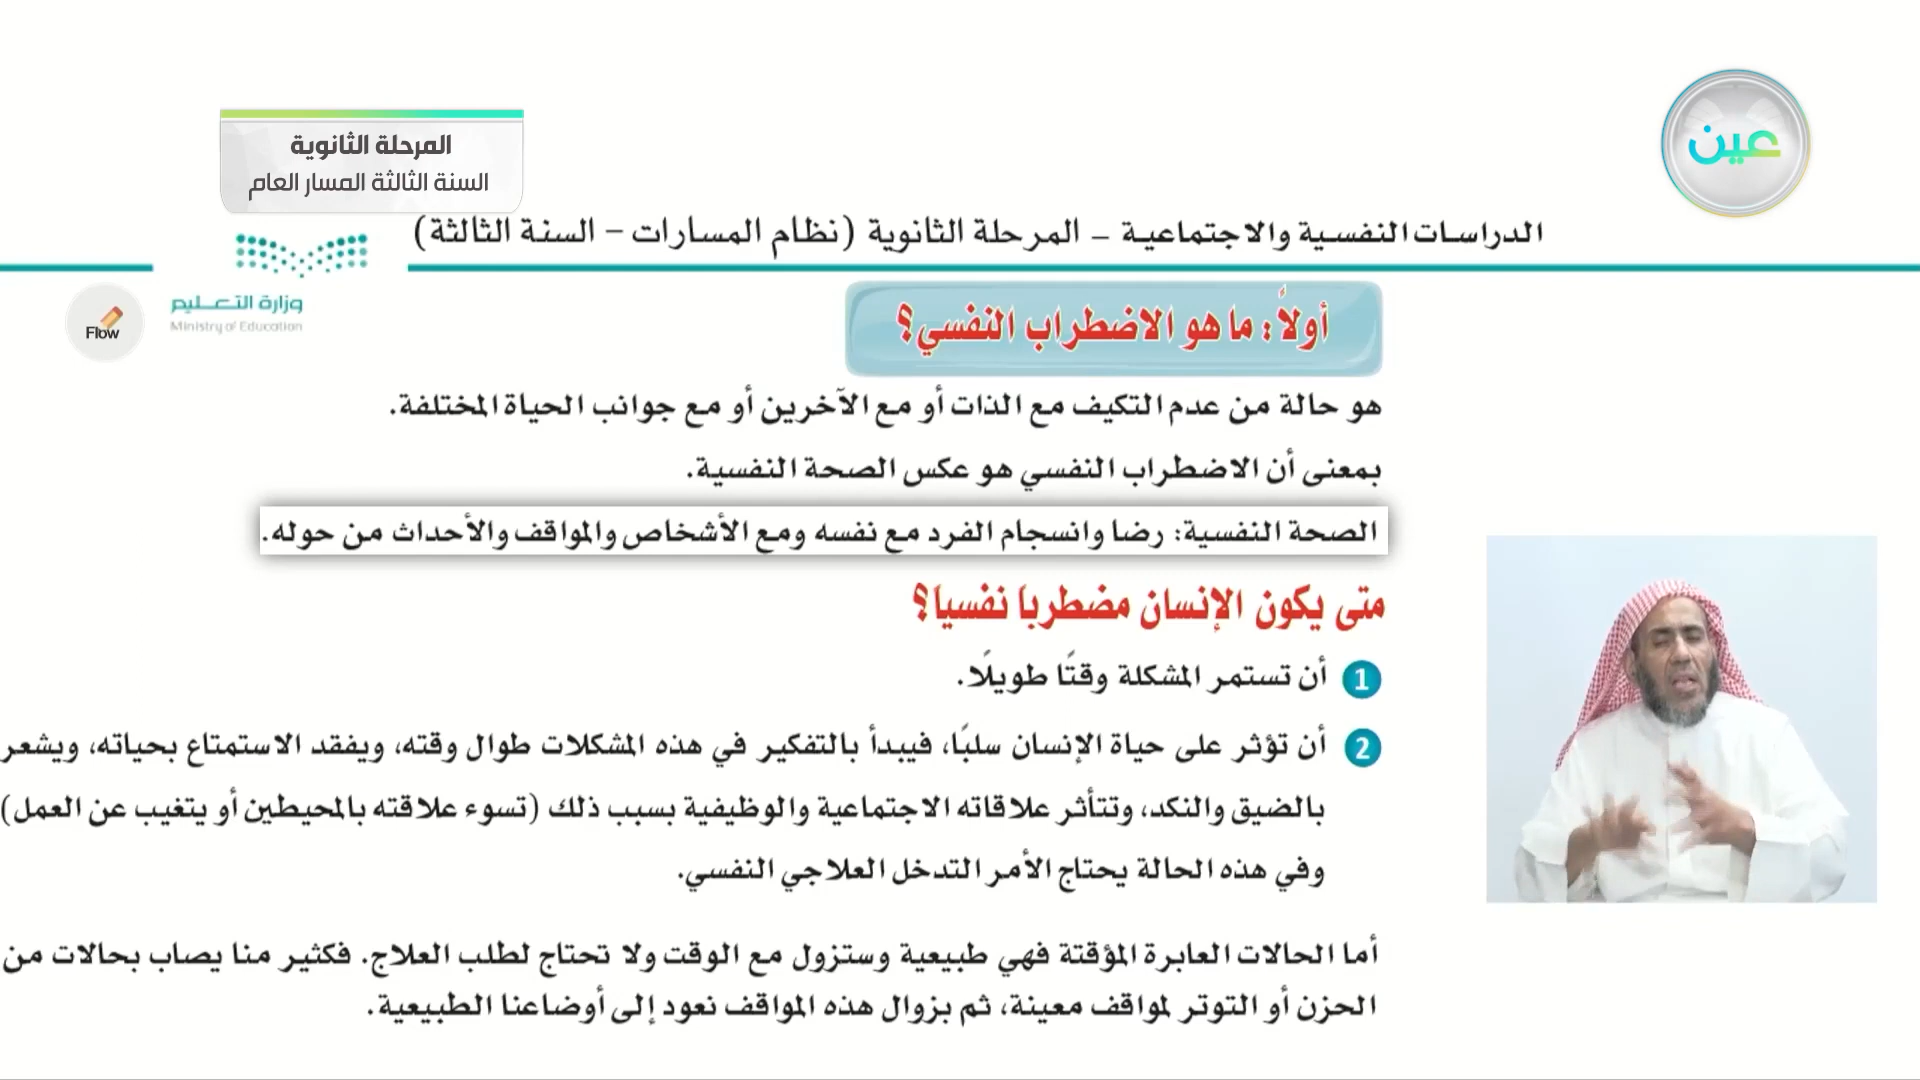 المرحلة الثانوية
السنة الثالثة المسار العام
عين
الدراسات النفسية والاجتماعية – المرحلة الثانوية (نظام المسارات – السنة الثالثة)
وزارة التعليم
Ministry of Education
Flow
أولاً: ما هو الاضطراب النفسي؟
هو حالة من عدم التكيف مع الذات أو مع الآخرين أو مع جوانب الحياة المختلفة.
بمعنى أن الاضطراب النفسي هو عكس الصحة النفسية.
الصحة النفسية: رضا وانسجام الفرد مع نفسه ومع الأشخاص والمواقف والأحداث من حوله.
متى يكون الإنسان مضطربا نفسيا؟
1 أن تستمر المشكلة وقتًا طويلًا.
2 أن تؤثر على حياة الإنسان سلبًا، فيبدأ بالتفكير في هذه المشكلات طوال وقته، ويفقد الاستمتاع بحياته، ويشعر
بالضيق والنكد، وتتأثر علاقاته الاجتماعية والوظيفية بسبب ذلك (تسوء علاقته بالمحيطين أو يتغيب عن العمل)
وفي هذه الحالة يحتاج الأمر التدخل العلاجي النفسي.
أما الحالات العابرة المؤقتة فهي طبيعية وستزول مع الوقت ولا تحتاج لطلب العلاج. فكثير منا يصاب بحالات من
الحزن أو التوتر لمواقف معينة، ثم بزوال هذه المواقف نعود إلى أوضاعنا الطبيعية.